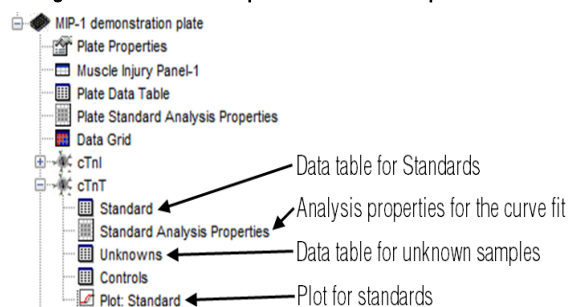 MIP-1 demonstration plate
Plate Properties
Muscle Injury Panel-1
Plate Data Table
Plate Standard Analysis Properties
Data Grid
cTnI
Data table for Standards
cTnT
Standard
Analysis properties for the curve fit
Standard Analysis Properties
Unknowns
Data table for unknown samples
Controls
Plot: Standard
Plot for standards